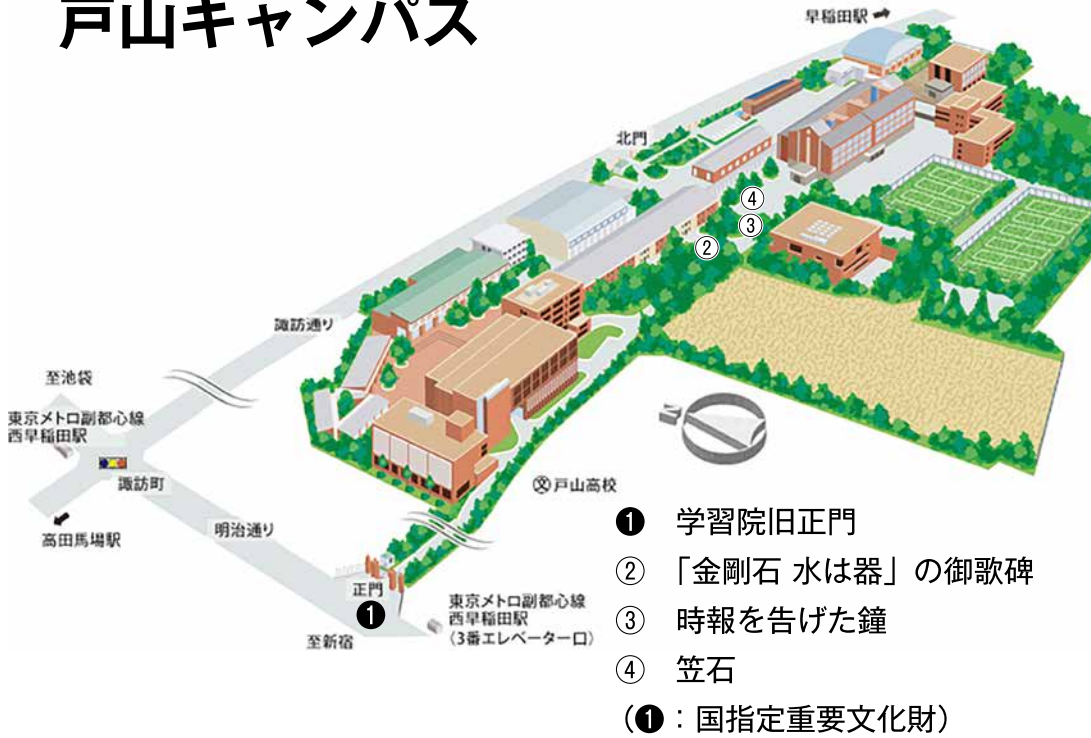 戸山キャンパス
早稲田駅
北門
諏訪通り
至池袋
東京メトロ副都心線
西早稲田駅
諏訪町
高田馬場駅
明治通り
戸山高校
正門
❶
至新宿
東京メトロ副都心線
西早稲田駅
(3番エレベーター口)
④
③
②
N
❶ 学習院旧正門
② 「金剛石 水は器」の御歌碑
③ 時報を告げた鐘
④ 笠石
(❶：国指定重要文化財)